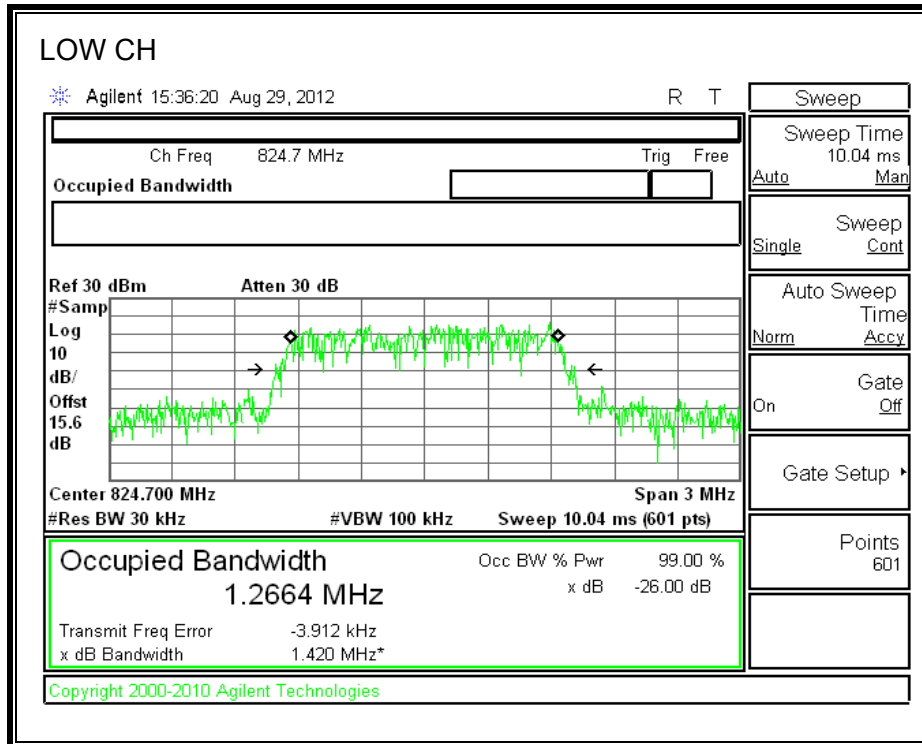 LOW CH
Agilent 15:36:20 Aug 29, 2012 R T
Sweep
Ch Freq 824.7 MHz Trig Free
Occupied Bandwidth
Sweep Time
10.04 ms
Auto Man
Sweep
Single Cont
Ref 30 dBm Atten 30 dB
#Samp
Log
10
dB/
Offst
15.6
dB
Auto Sweep
Time
Norm Accy
Gate
On Off
Gate Setup
Center 824.700 MHz Span 3 MHz
#Res BW 30 kHz #VBW 100 kHz Sweep 10.04 ms (601 pts)
Points
601
Occupied Bandwidth Occ BW % Pwr 99.00 %
1.2664 MHz x dB -26.00 dB
Transmit Freq Error -3.912 kHz
x dB Bandwidth 1.420 MHz*
Copyright 2000-2010 Agilent Technologies